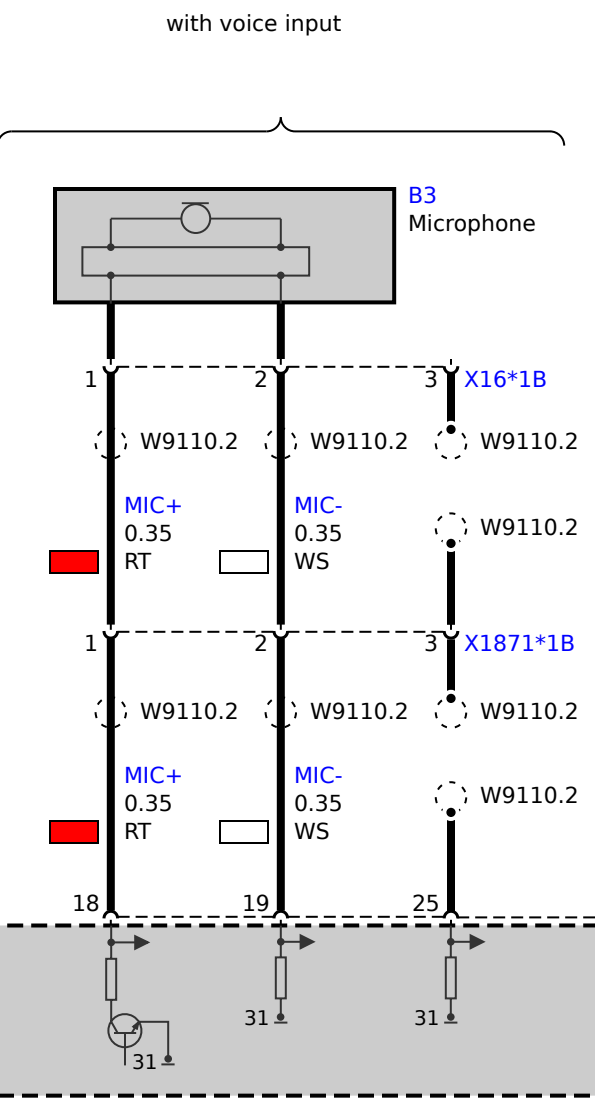 with voice input
B3
Microphone
1 2 3 X16*1B
W9110.2 W9110.2 W9110.2
MIC+ MIC-
0.35 0.35 W9110.2
RT WS
1 2 3 X1871*1B
W9110.2 W9110.2 W9110.2
MIC+ MIC-
0.35 0.35 W9110.2
RT WS
18 19 25
31 31
31